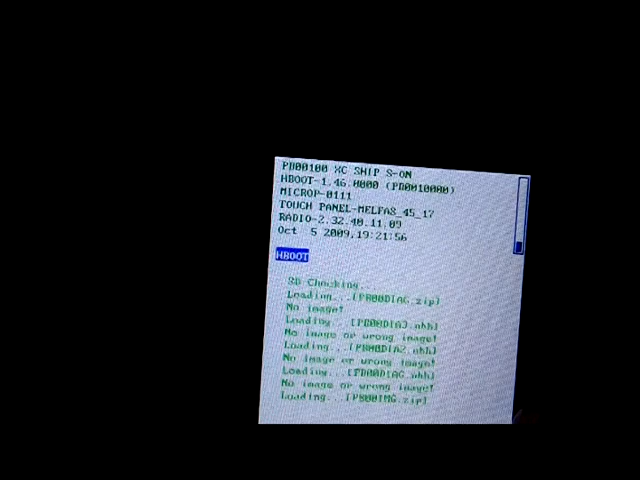 PB00100 XC SHIP S-ON
HBOOT-1.46.0000 (PB0010000)
MICROP-0111
TOUCH PANEL-MELFAS_45_17
RADIO-2.32.40.11.09
Oct 5 2009,19:21:56
HBOOT
SD Checking...
Loading...[PB00DIAG.zip]
No image!
Loading...[PB00DIAG.nbh]
No image or wrong image!
Loading...[PB00DIAG.nbh]
No image or wrong image!
Loading...[PB00DIAG.nbh]
No image or wrong image!
Loading...[PB00IMG.zip]